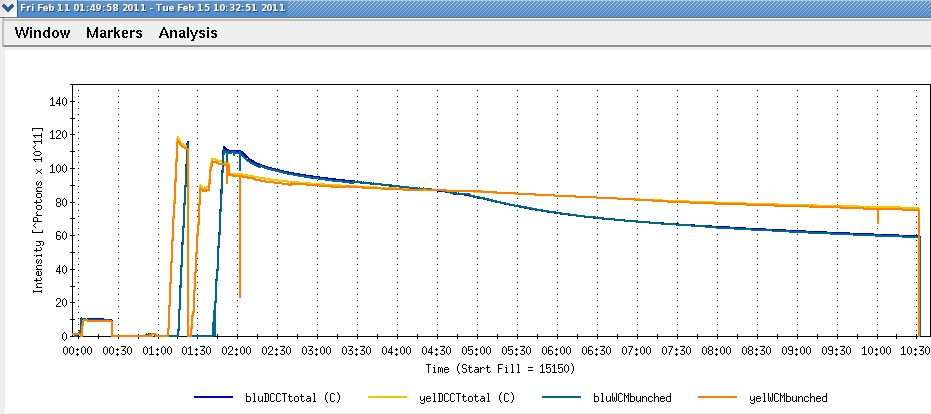 Fri Feb 11 01:49:58 2011 - Tue Feb 15 10:32:51 2011
Window Markers Analysis
140
120
100
80
60
40
20
0
Intensity [^Protons x 10^11]
00:00 00:30 01:00 01:30 02:00 02:30 03:00 03:30 04:00 04:30 05:00 05:30 06:00 06:30 07:00 07:30 08:00 08:30 09:00 09:30 10:00 10:30
Time (Start Fill = 15150)
bluDCCTtotal (C) yelDCCTtotal (C) bluWCMbunched yelWCMbunched